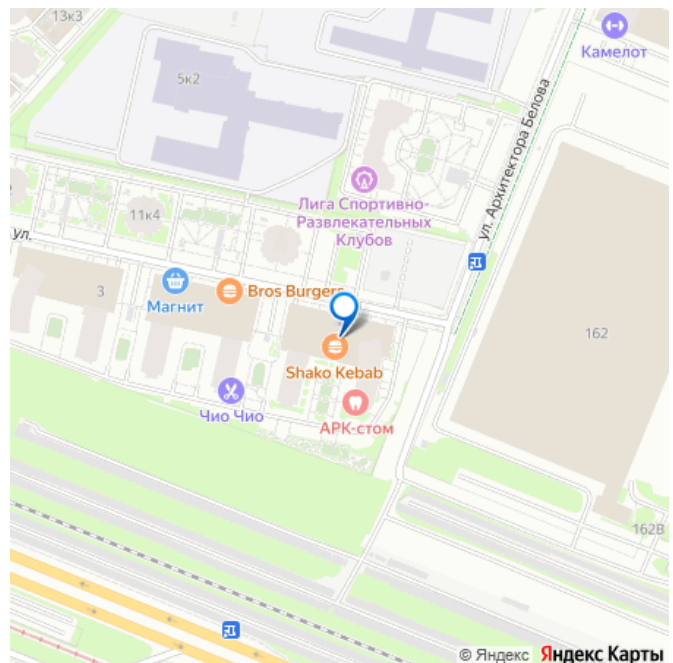 13к3
Камелот
5к2
ул. Архитектора Белова
Лига Спортивно-
Развлекательных
Клубов
11к4
ул.
3
Магнит
Bros Burgers
162
Shako Kebab
Чио Чио
АРК-стом
162В
© Яндекс Яндекс Карты